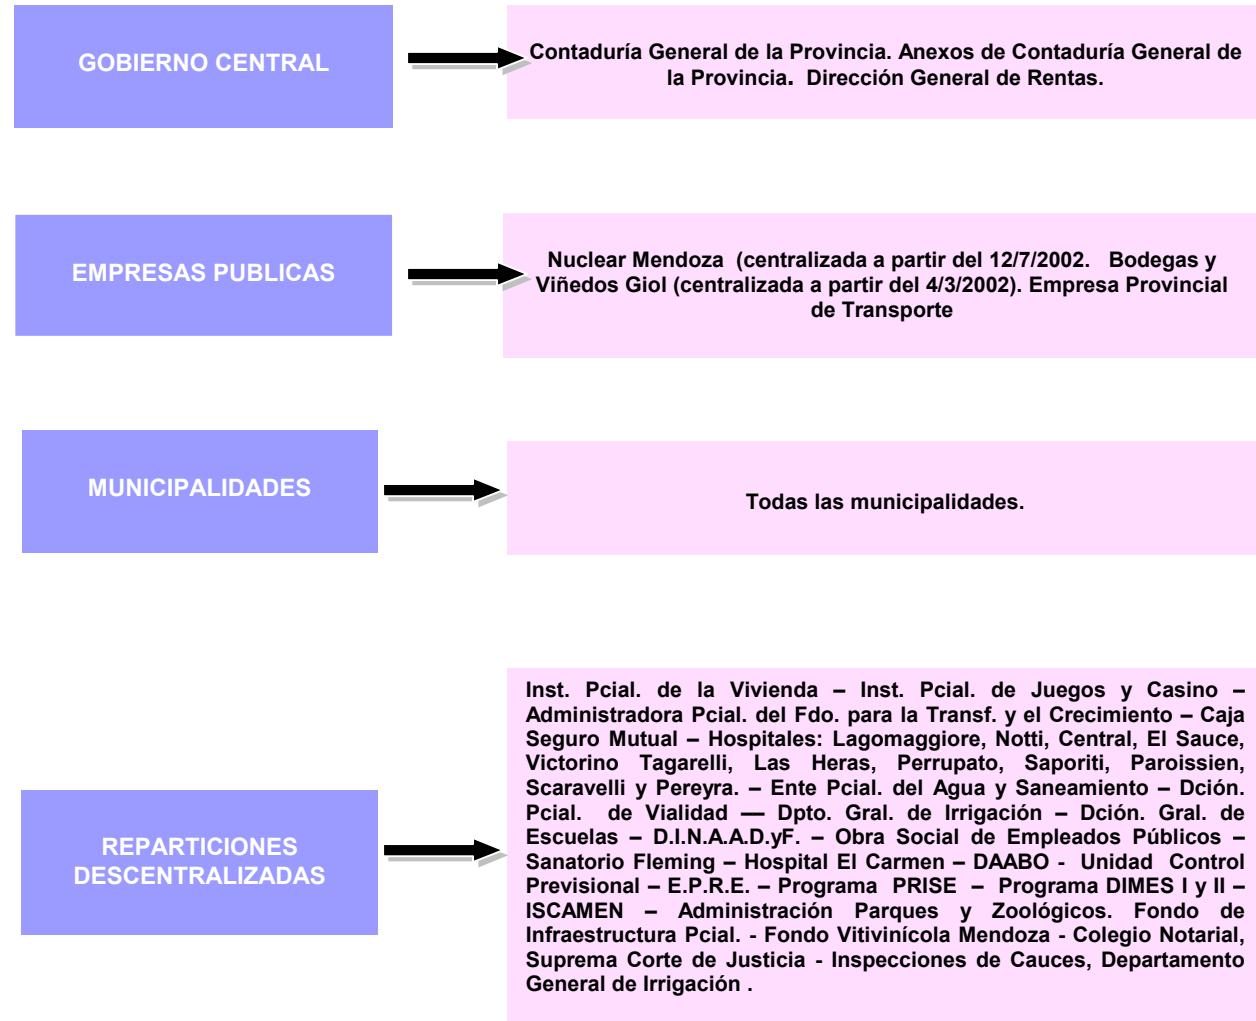 GOBIERNO CENTRAL
Contaduría General de la Provincia. Anexos de Contaduría General de
la Provincia.  Dirección General de Rentas.
EMPRESAS PUBLICAS
Nuclear Mendoza  (centralizada a partir del 12/7/2002.   Bodegas y
Viñedos Giol (centralizada a partir del 4/3/2002). Empresa Provincial
de Transporte
MUNICIPALIDADES
Todas las municipalidades.
REPARTICIONES
DESCENTRALIZADAS
Inst. Pcial. de la Vivienda – Inst. Pcial. de Juegos y Casino –
Administradora Pcial. del Fdo. para la Transf. y el Crecimiento – Caja
Seguro Mutual – Hospitales: Lagomaggiore, Notti, Central, El Sauce,
Victorino Tagarelli, Las Heras, Perrupato, Saporiti, Paroissien,
Scaravelli y Pereyra. – Ente Pcial. del Agua y Saneamiento – Dción.
Pcial.  de Vialidad –– Dpto. Gral. de Irrigación – Dción. Gral. de
Escuelas – D.I.N.A.A.D.yF. – Obra Social de Empleados Públicos –
Sanatorio Fleming – Hospital El Carmen – DAABO -  Unidad  Control
Previsional – E.P.R.E. – Programa  PRISE  –  Programa DIMES I y II –
ISCAMEN – Administración Parques y Zoológicos. Fondo de
Infraestructura Pcial. - Fondo Vitivinícola Mendoza - Colegio Notarial,
Suprema Corte de Justicia - Inspecciones de Cauces, Departamento
General de Irrigación .